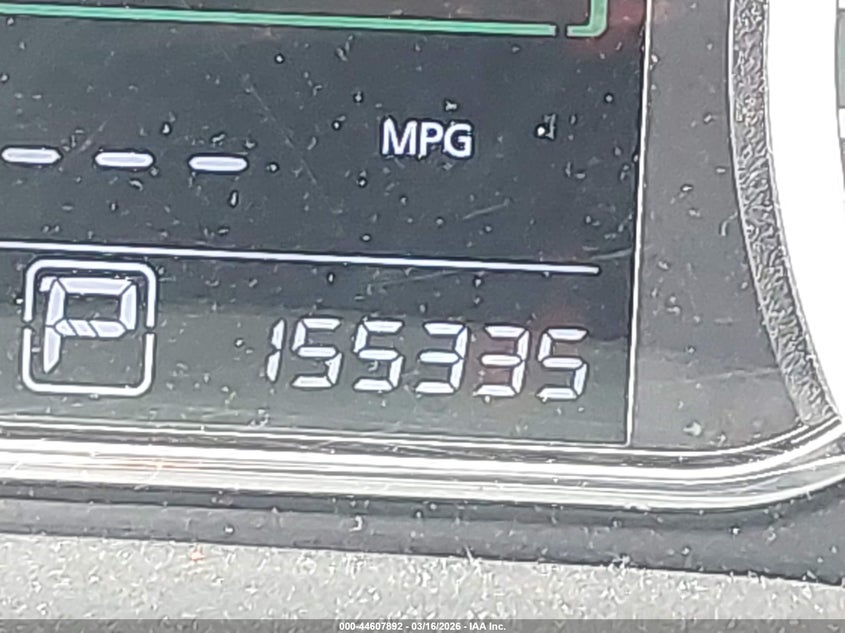 --- MPG
P 155335
000-44607892 - 03/16/2026 - IAA Inc.